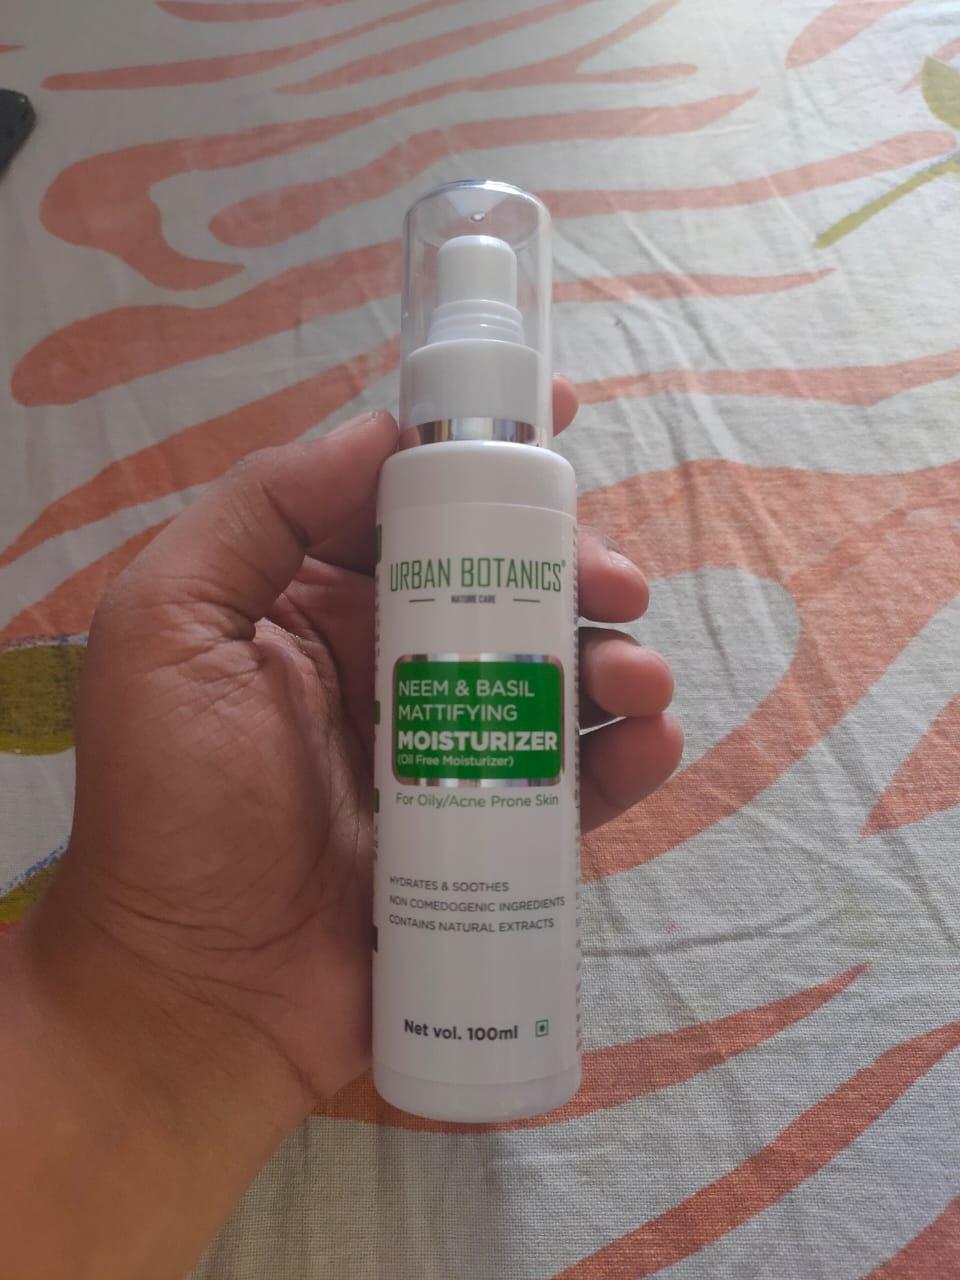 URBAN BOTANICS®
NATURE CARE
NEEM & BASIL
MATTIFYING
MOISTURIZER
(Oil Free Moisturizer)
For Oily/Acne Prone Skin
HYDRATES & SOOTHES
NON COMEDOGENIC INGREDIENTS
CONTAINS NATURAL EXTRACTS
Net vol. 100ml